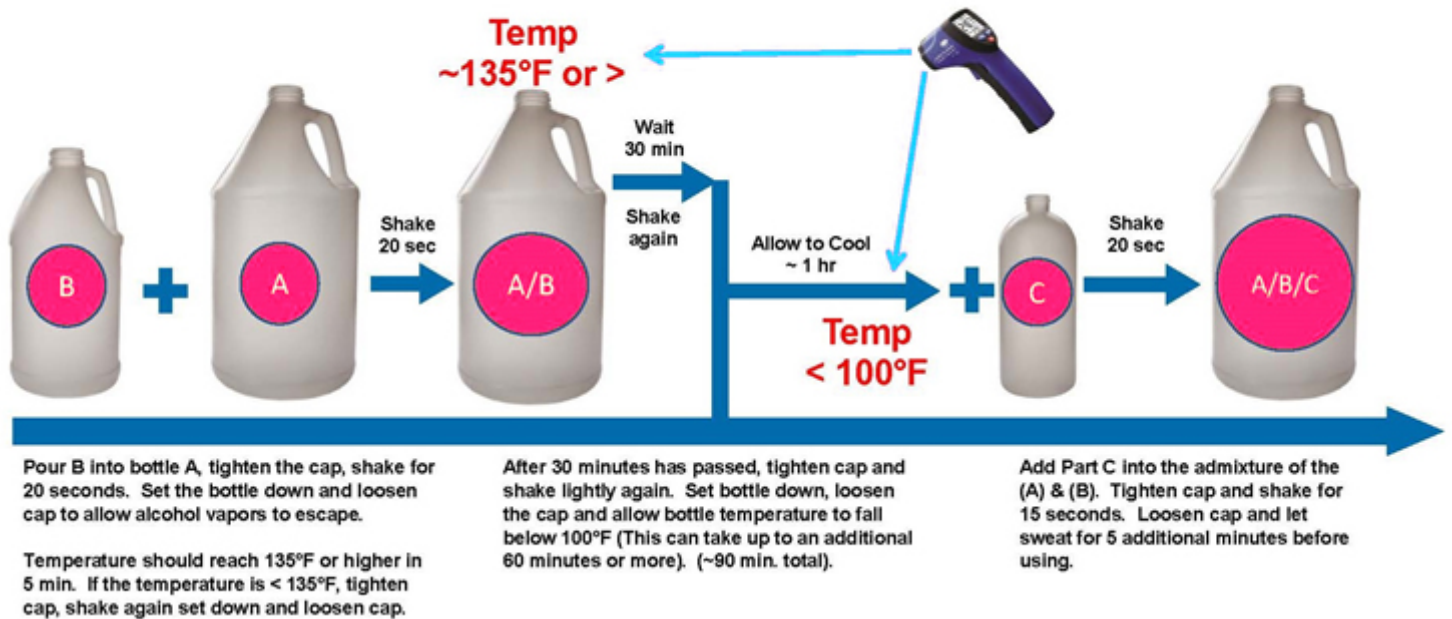 Temp
~135°F or >
Wait
30 min
Shake
again
Shake
20 sec
B
A
A/B
Allow to Cool
~ 1 hr
Temp
< 100°F
C
Shake
20 sec
A/B/C
Pour B into bottle A, tighten the cap, shake for
20 seconds. Set the bottle down and loosen
cap to allow alcohol vapors to escape.
Temperature should reach 135°F or higher in
5 min. If the temperature is < 135°F, tighten
cap, shake again set down and loosen cap.
After 30 minutes has passed, tighten cap and
shake lightly again. Set bottle down, loosen
the cap and allow bottle temperature to fall
below 100°F (This can take up to an additional
60 minutes or more). (~90 min. total).
Add Part C into the admixture of the
(A) & (B). Tighten cap and shake for
15 seconds. Loosen cap and let
sweat for 5 additional minutes before
using.